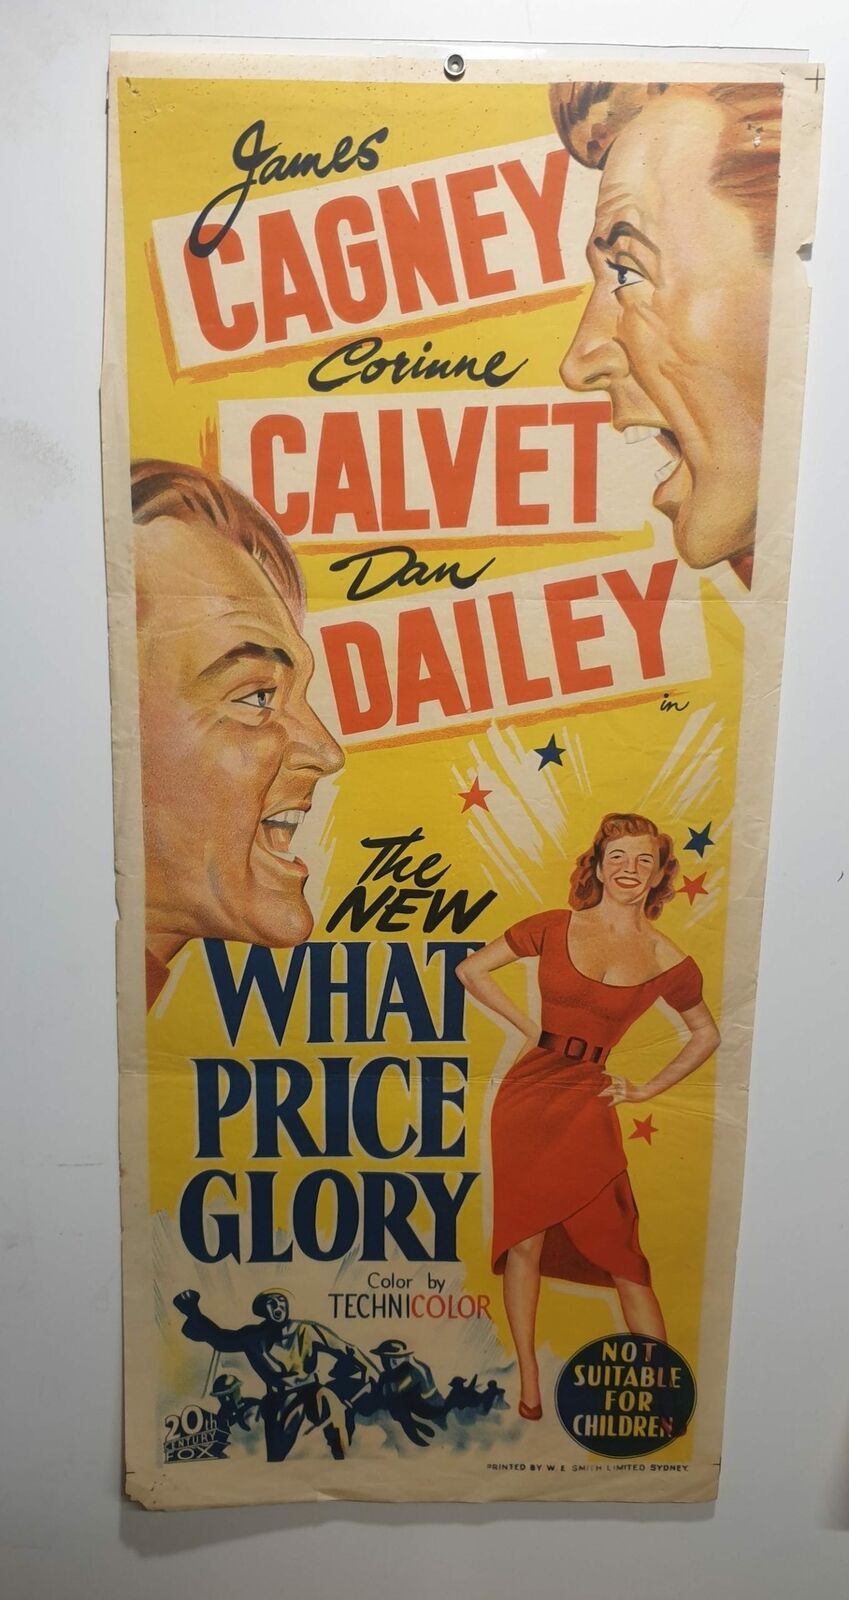 James
CAGNEY
Corinne
CALVET
Dan
DAILEY
in
The
NEW
WHAT
PRICE
GLORY
Color by
TECHNICOLOR
20th
CENTURY
FOX
NOT
SUITABLE
FOR
CHILDREN
PRINTED BY W. E. SMITH LIMITED SYDNEY.